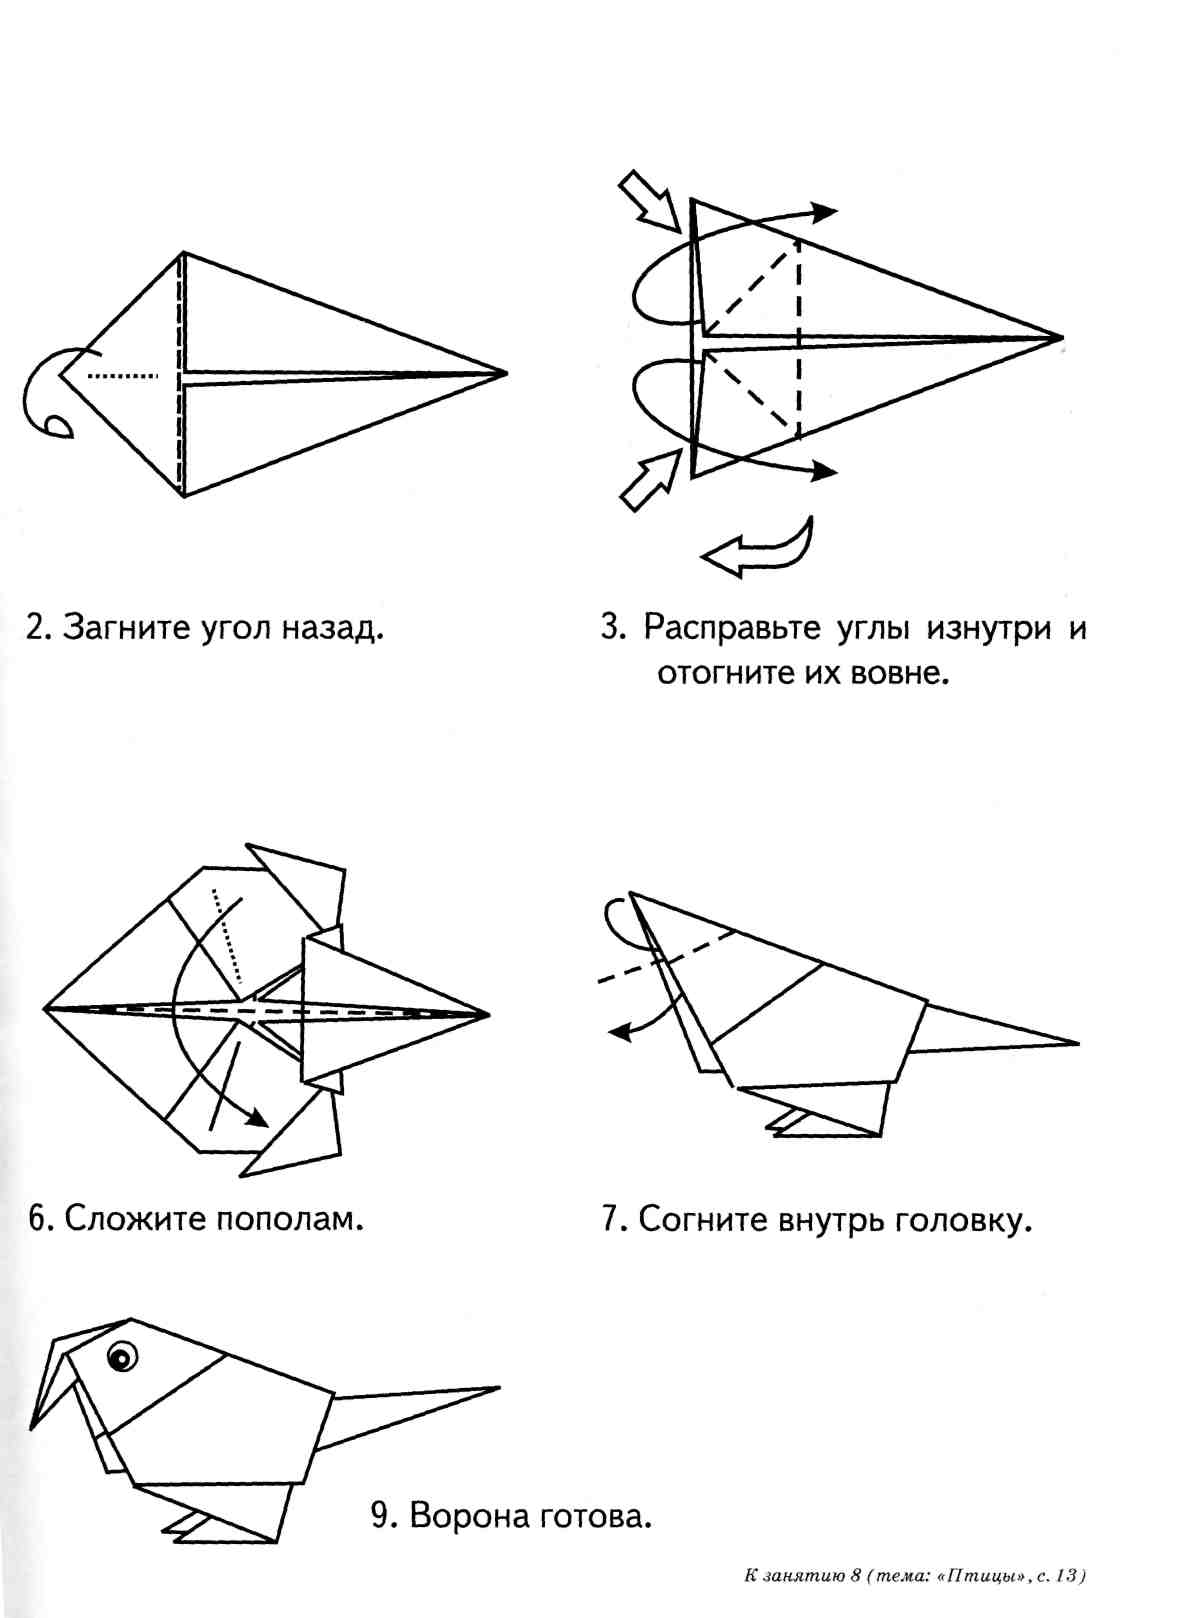 2. Загните угол назад.
3. Расправьте углы изнутри и
отогните их вовне.
6. Сложите пополам.
7. Согните внутрь головку.
9. Ворона готова.
К занятию 8 (тема: «Птицы», с. 13)